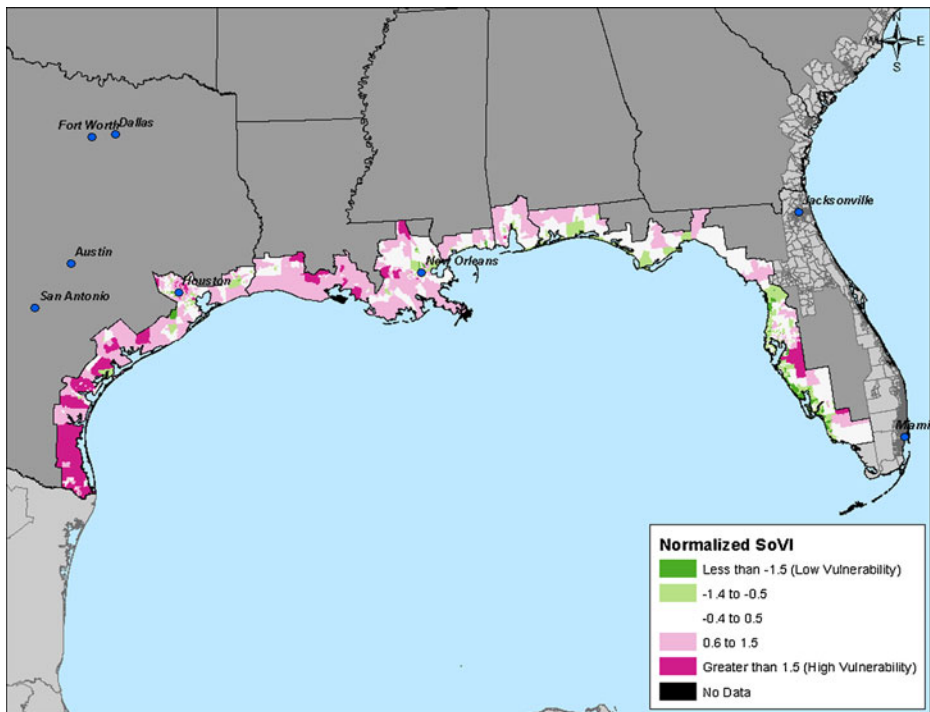 N
W E
S
Fort Worth Dallas
Jacksonville
Austin
New Orleans
Houston
San Antonio
Miami
Normalized SoVI
Less than -1.5 (Low Vulnerability)
-1.4 to -0.5
-0.4 to 0.5
0.6 to 1.5
Greater than 1.5 (High Vulnerability)
No Data